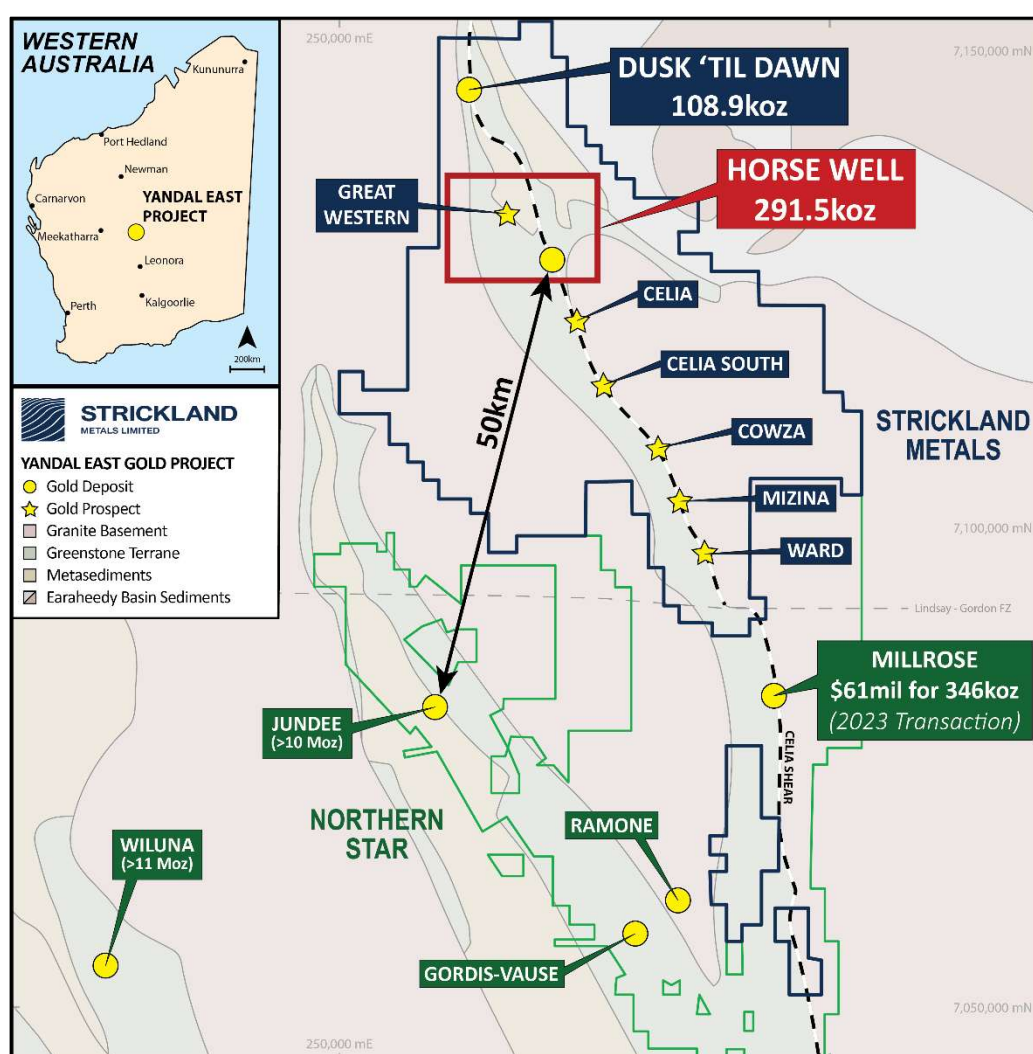 WESTERN
AUSTRALIA
Kununurra
Port Hedland
Newman
YANDAL EAST
PROJECT
Carnarvon
Meekatharra
Leonora
Kalgoorlie
Perth
200km
STRICKLAND
METALS LIMITED
YANDAL EAST GOLD PROJECT
Gold Deposit
Gold Prospect
Granite Basement
Greenstone Terrane
Metasediments
Earaheedy Basin Sediments
250,000 mE
7,150,000 mN
DUSK ‘TIL DAWN
108.9koz
HORSE WELL
291.5koz
GREAT
WESTERN
CELIA
CELIA SOUTH
50km
STRICKLAND
METALS
COWZA
MIZINA
7,100,000 mN
WARD
Lindsay - Gordon FZ
MILLROSE
$61mil for 346koz
(2023 Transaction)
JUNDEE
(>10 Moz)
CELIA SHEAR
NORTHERN
STAR
RAMONE
WILUNA
(>11 Moz)
GORDIS-VAUSE
7,050,000 mN
250,000 mE